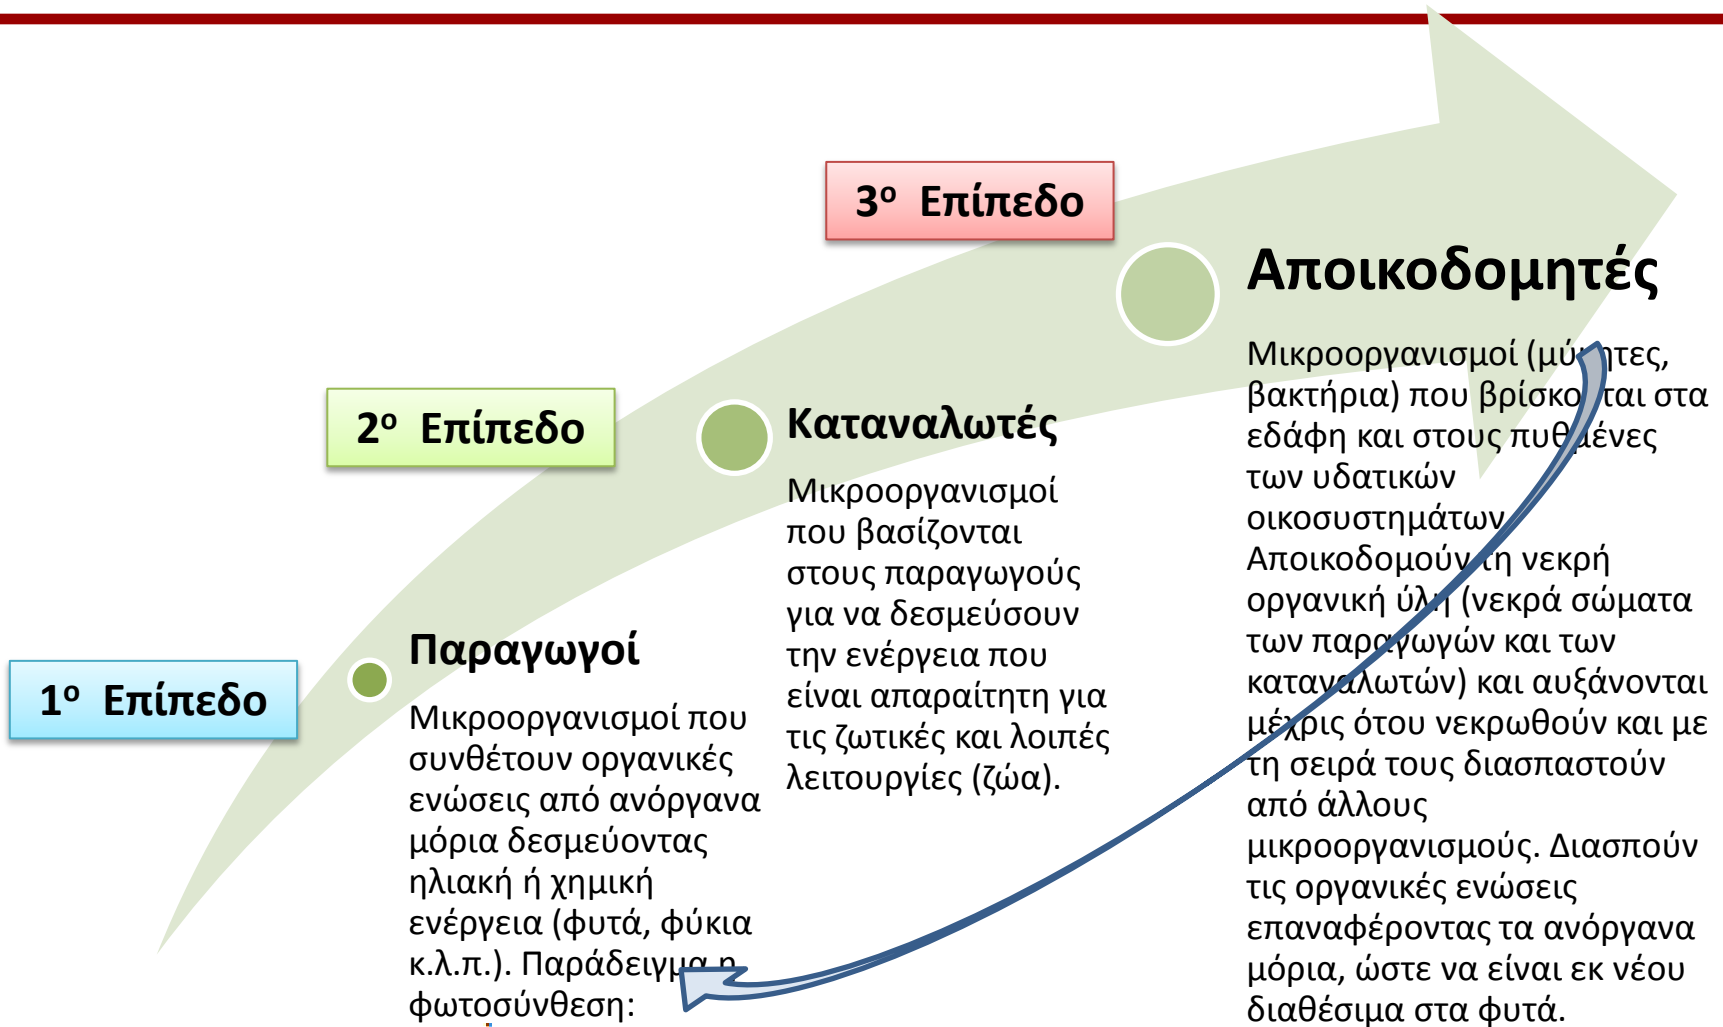 1ο Επίπεδο
Παραγωγοί
Μικροοργανισμοί που
συνθέτουν οργανικές
ενώσεις από ανόργανα
μόρια δεσμεύοντας
ηλιακή ή χημική
ενέργεια (φυτά, φύκια
κ.λ.π.). Παράδειγμα η
φωτοσύνθεση:
2ο Επίπεδο
Καταναλωτές
Μικροοργανισμοί
που βασίζονται
στους παραγωγούς
για να δεσμεύσουν
την ενέργεια που
είναι απαραίτητη για
τις ζωτικές και λοιπές
λειτουργίες (ζώα).
3ο Επίπεδο
Αποικοδομητές
Μικροοργανισμοί (μύκητες,
βακτήρια) που βρίσκονται στα
εδάφη και στους πυθμένες
των υδατικών
οικοσυστημάτων
Αποικοδομούν τη νεκρή
οργανική ύλη (νεκρά σώματα
των παραγωγών και των
καταναλωτών) και αυξάνονται
μέχρις ότου νεκρωθούν και με
τη σειρά τους διασπαστούν
από άλλους
μικροοργανισμούς. Διασπούν
τις οργανικές ενώσεις
επαναφέροντας τα ανόργανα
μόρια, ώστε να είναι εκ νέου
διαθέσιμα στα φυτά.